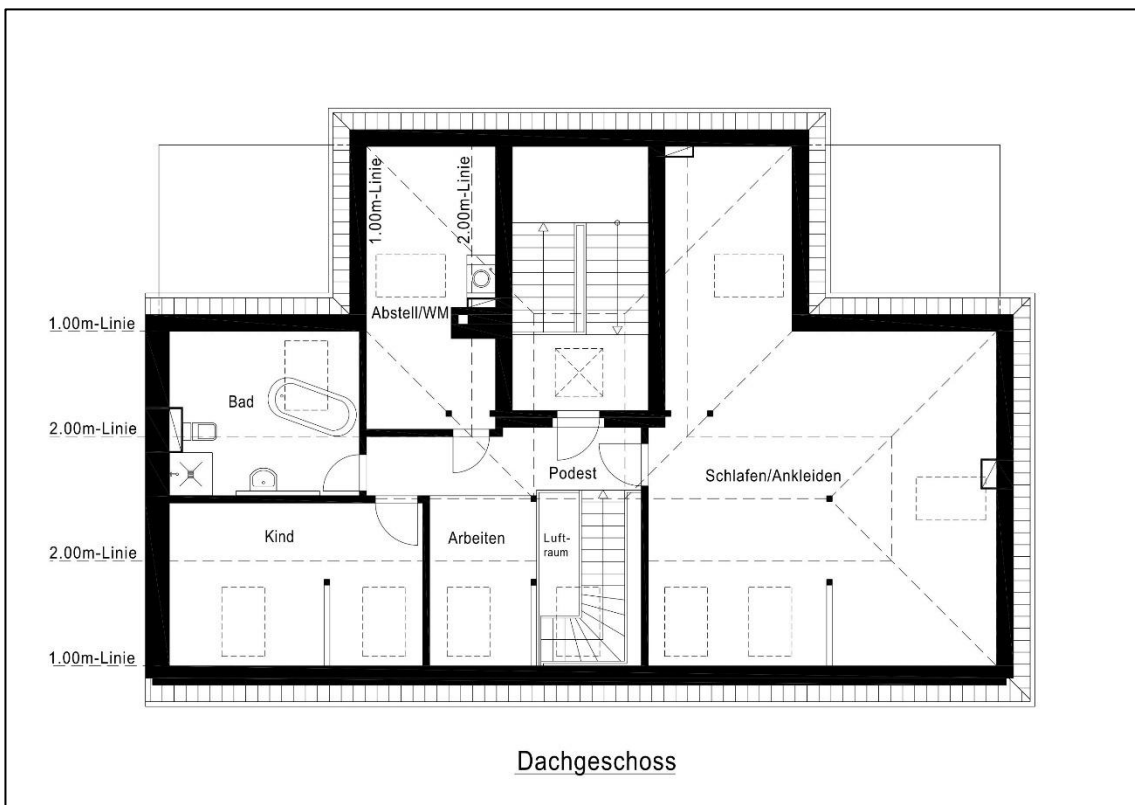 1.00m-Linie
2.00m-Linie
Abstell/WM
1.00m-Linie
Bad
2.00m-Linie
Podest
Schlafen/Ankleiden
Kind
Arbeiten
Luft-
raum
2.00m-Linie
1.00m-Linie
Dachgeschoss